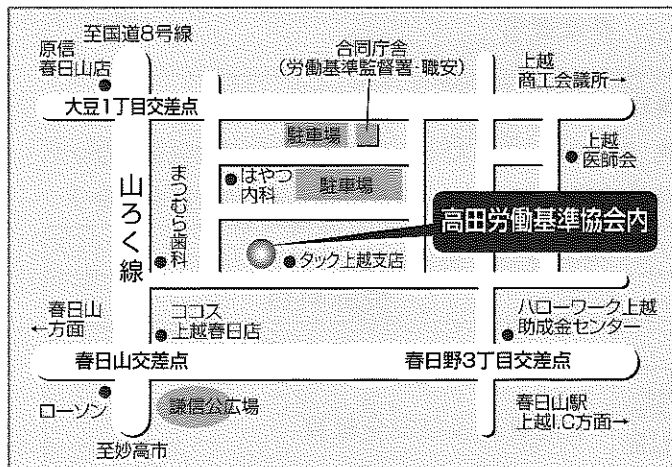 至国道8号線
原信
春日山店
合同庁舎
(労働基準監督署・職安)
上越
商工会議所→
大豆1丁目交差点
駐車場
上越
医師会
まつむら歯科
はやつ
内科
駐車場
山ろく線
高田労働基準協会内
タック上越支店
春日山
←方面
ココス
上越春日店
ハローワーク上越
助成金センター
春日山交差点
春日野3丁目交差点
ローソン
謙信公広場
春日山駅
上越I.C方面→
至妙高市